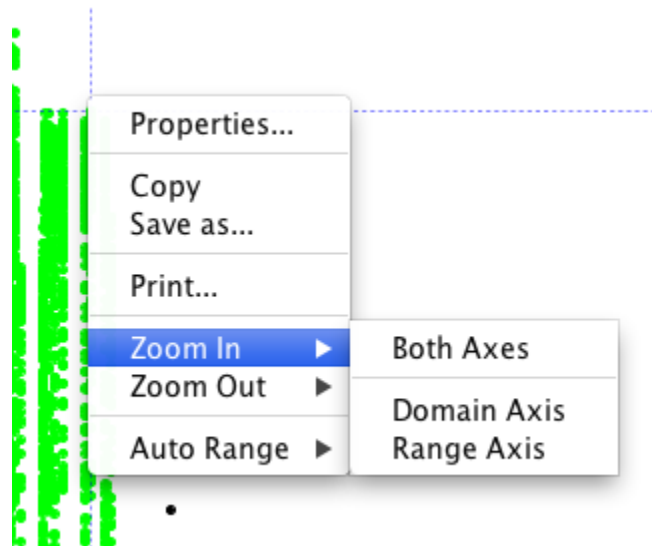 Properties...
Copy
Save as...
Print...
Zoom In
Zoom Out
Auto Range
Both Axes
Domain Axis
Range Axis